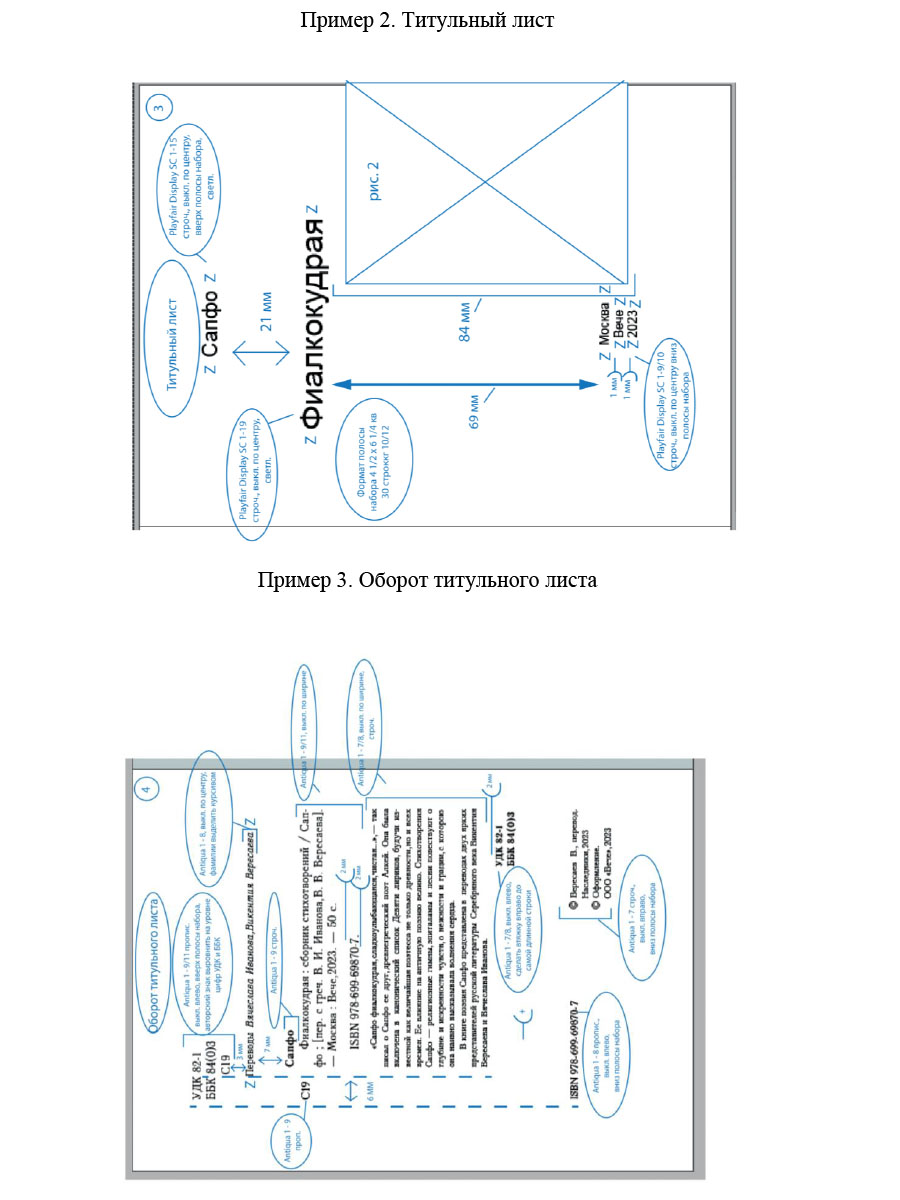 Пример 2. Титульный лист
3
Титульный лист
Playfair Display SC 1-15
строч., выкл. по центру,
вверх полосы набора,
светл.
Z Сапфо Z
21 мм
Playfair Display SC 1-19
строч., выкл. по центру,
светл.
Z Фиалкокудрая Z
рис. 2
84 мм
Формат полосы
набора 4 1/2 х 6 1/4 кв
30 строккг 10/12
69 мм
Z Москва Z
Z Вече Z
Z 2023 Z
1 мм
1 мм
Playfair Display SC 1-9/10
строч., выкл. по центру вниз
полосы набора
Пример 3. Оборот титульного листа
4
Оборот титульного листа
Antiqua 1 - 9/11 пропис.
выкл. влево, вверх полосы набора,
авторский знак выровнять на уровне
цифр УДК и ББК
Antiqua 1 - 8, выкл. по центру,
фамилии выделить курсивом
УДК 82-1
ББК 84(0)3
С19
3 мм
Z Переводы Вячеслава Иванова,Викентия Вересаева Z
7 мм
Antiqua 1 - 9 строч.
Antiqua 1 - 9/11, выкл. по ширине
Antiqua 1 - 7/8, выкл. по ширине,
строч.
Сапфо
С19
Antiqua 1 - 9
проп.
Фиалкокудрая : сборник стихотворений / Сап-
фо ; [пер. с греч. В. И. Иванова, В. В. Вересаева].
— Москва : Вече,2023. — 50 с.
2 мм
2 мм
ISBN 978-699-69870-7.
6 мм
«Сапфо фиалкокудрая,сладкоулыбающаяся,чистая...»,— так
писал о Сапфо ее друг,древнегреческий поэт Алкей. Она была
включена в канонический список Девяти лириков, будучи из-
вестной как величайшая поэтесса не только древности,но и всех
времен. Ее влияние на античную поэзию велико. Стихотворения
Сапфо — религиозные гимны, эпиталамы и песни повествуют о
глубине и искренности чувств, о нежности и грации,с которою
она наивно высказывала волнения сердца.
В книге поэзия Сапфо представлена в переводах двух ярких
представителей русской литературы Серебряного века Викентия
Вересаева и Вячеслава Иванова.
2 мм
УДК 82-1
ББК 84(0)3
Antiqua 1 - 7/8, выкл. влево,
сделать втяжку вправо до
самой длинной строки
+
© Вересаев В., перевод.
Наследники,2023
© Оформление.
ООО «Вече»,2023
Antiqua 1 - 7 строч.,
выкл. вправо,
вниз полосы набора
ISBN 978-699-69870-7
Antiqua 1 - 8 пропис.,
выкл. влево,
вниз полосы набора